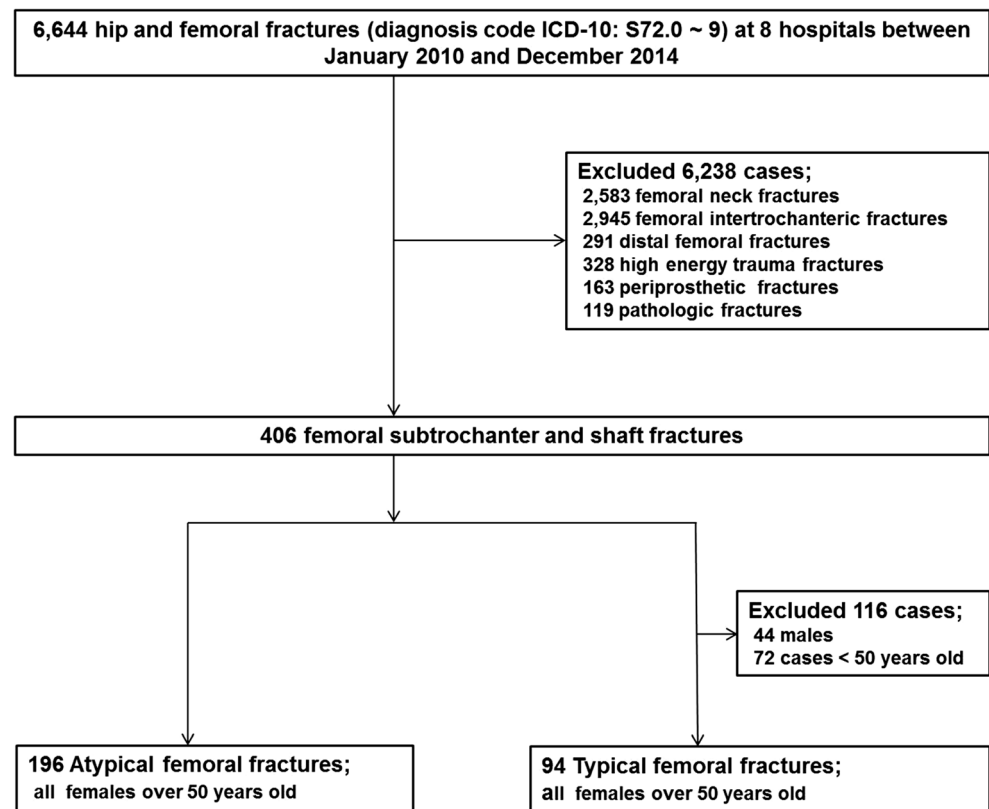 6,644 hip and femoral fractures (diagnosis code ICD-10: S72.0 ~ 9) at 8 hospitals between
January 2010 and December 2014
Excluded 6,238 cases;
2,583 femoral neck fractures
2,945 femoral intertrochanteric fractures
291 distal femoral fractures
328 high energy trauma fractures
163 periprosthetic fractures
119 pathologic fractures
406 femoral subtrochanter and shaft fractures
Excluded 116 cases;
44 males
72 cases < 50 years old
196 Atypical femoral fractures;
all females over 50 years old
94 Typical femoral fractures;
all females over 50 years old